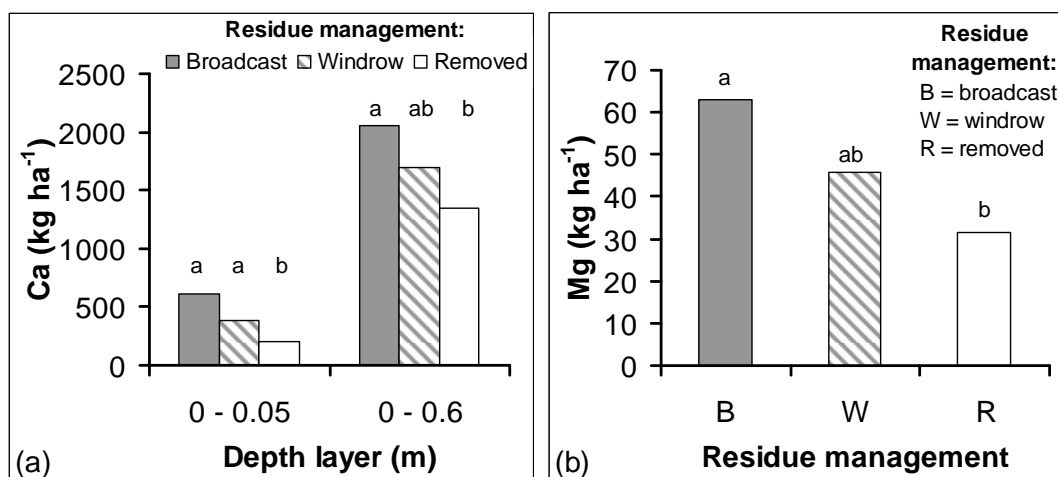 Residue management:
Broadcast Windrow Removed
Ca (kg ha⁻¹)
2500
2000
1500
1000
500
0
a ab b
a a b
0 - 0.05 0 - 0.6
Depth layer (m)
(a)
Residue
management:
B = broadcast
W = windrow
R = removed
Mg (kg ha⁻¹)
70
60
50
40
30
20
10
0
a
ab
b
B W R
Residue management
(b)